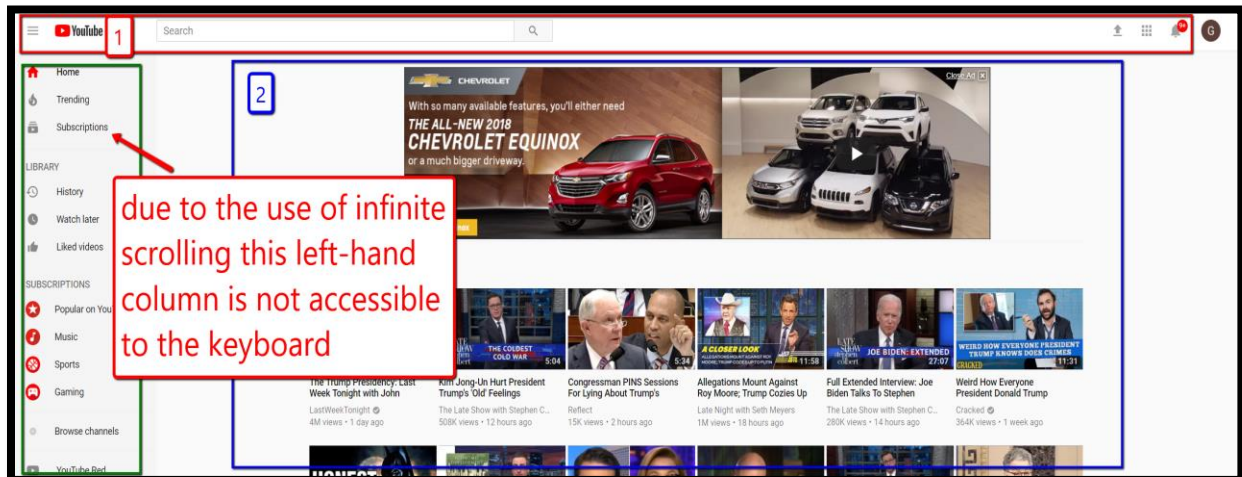 YouTube
1
Search
9+
G
Home
Trending
Subscriptions
LIBRARY
History
Watch later
Liked videos
SUBSCRIPTIONS
Popular on You
Music
Sports
Gaming
Browse channels
YouTube Red
due to the use of infinite
scrolling this left-hand
column is not accessible
to the keyboard
2
CHEVROLET
Close Ad X
With so many available features, you'll either need
THE ALL-NEW 2018
CHEVROLET EQUINOX
or a much bigger driveway.
THE COLDEST
COLD WAR
5:04
5:34
A CLOSER LOOK
11:58
LATE
SHOW
stephen
colbert
JOE BIDEN: EXTENDED
27:07
WEIRD HOW EVERYONE PRESIDENT
TRUMP KNOWS DOES CRIMES
CRACKED
11:31
The Trump Presidency: Last
Week Tonight with John
LastWeekTonight
4M views • 1 day ago
Kim Jong-Un Hurt President
Trump's 'Old' Feelings
The Late Show with Stephen C...
508K views • 12 hours ago
Congressman PINS Sessions
For Lying About Trump's
Reflect
15K views • 2 hours ago
Allegations Mount Against
Roy Moore; Trump Cozies Up
Late Night with Seth Meyers
1M views • 18 hours ago
Full Extended Interview: Joe
Biden Talks To Stephen
The Late Show with Stephen C...
280K views • 14 hours ago
Weird How Everyone
President Donald Trump
Cracked
364K views • 1 week ago
HONEST